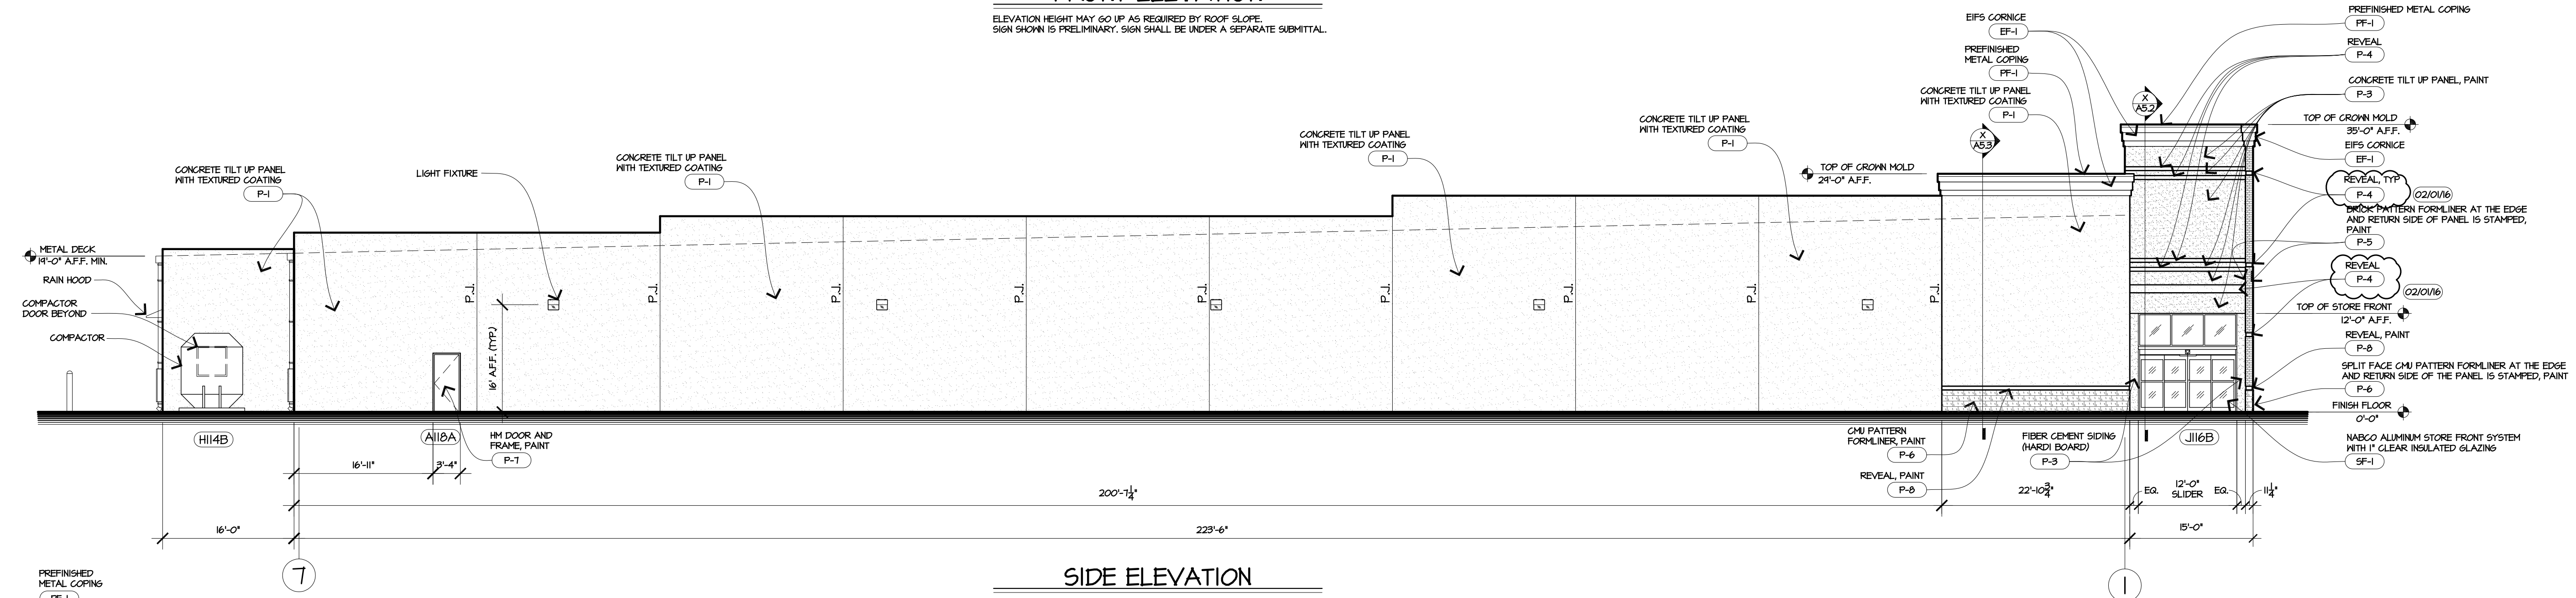 ELEVATION HEIGHT MAY GO UP AS REQUIRED BY ROOF SLOPE.
SIGN SHOWN IS PRELIMINARY. SIGN SHALL BE UNDER A SEPARATE SUBMITTAL.
CONCRETE TILT UP PANEL
WITH TEXTURED COATING
P-1
LIGHT FIXTURE
CONCRETE TILT UP PANEL
WITH TEXTURED COATING
P-1
CONCRETE TILT UP PANEL
WITH TEXTURED COATING
P-1
CONCRETE TILT UP PANEL
WITH TEXTURED COATING
P-1
TOP OF CROWN MOLD
29'-0" A.F.F.
EIFS CORNICE
EF-1
PREFINISHED
METAL COPING
PF-1
CONCRETE TILT UP PANEL
WITH TEXTURED COATING
P-1
X
A5.3
X
A5.2
PREFINISHED METAL COPING
PF-1
REVEAL
P-4
CONCRETE TILT UP PANEL, PAINT
P-3
TOP OF CROWN MOLD
35'-0" A.F.F.
EIFS CORNICE
EF-1
REVEAL, TYP
P-4
02/01/16
BRICK PATTERN FORMLINER AT THE EDGE
AND RETURN SIDE OF PANEL IS STAMPED,
PAINT
P-5
REVEAL
P-4
02/01/16
TOP OF STORE FRONT
12'-0" A.F.F.
REVEAL, PAINT
P-8
SPLIT FACE CMU PATTERN FORMLINER AT THE EDGE
AND RETURN SIDE OF THE PANEL IS STAMPED, PAINT
P-6
FINISH FLOOR
0'-0"
NABCO ALUMINUM STORE FRONT SYSTEM
WITH 1" CLEAR INSULATED GLAZING
SF-1
METAL DECK
19'-0" A.F.F. MIN.
RAIN HOOD
COMPACTOR
DOOR BEYOND
COMPACTOR
P.J.
P.J.
P.J.
P.J.
P.J.
P.J.
P.J.
P.J.
P.J.
16' A.F.F. (TYP.)
H114B
A118A
HM DOOR AND
FRAME, PAINT
P-7
CMU PATTERN
FORMLINER, PAINT
P-6
REVEAL, PAINT
P-8
FIBER CEMENT SIDING
(HARDI BOARD)
P-3
J116B
16'-11"
3'-4"
200'-7 1/4"
22'-10 3/4"
EQ.
12'-0"
SLIDER
EQ.
11 1/4"
16'-0"
223'-6"
15'-0"
7
1
SIDE ELEVATION
PREFINISHED
METAL COPING